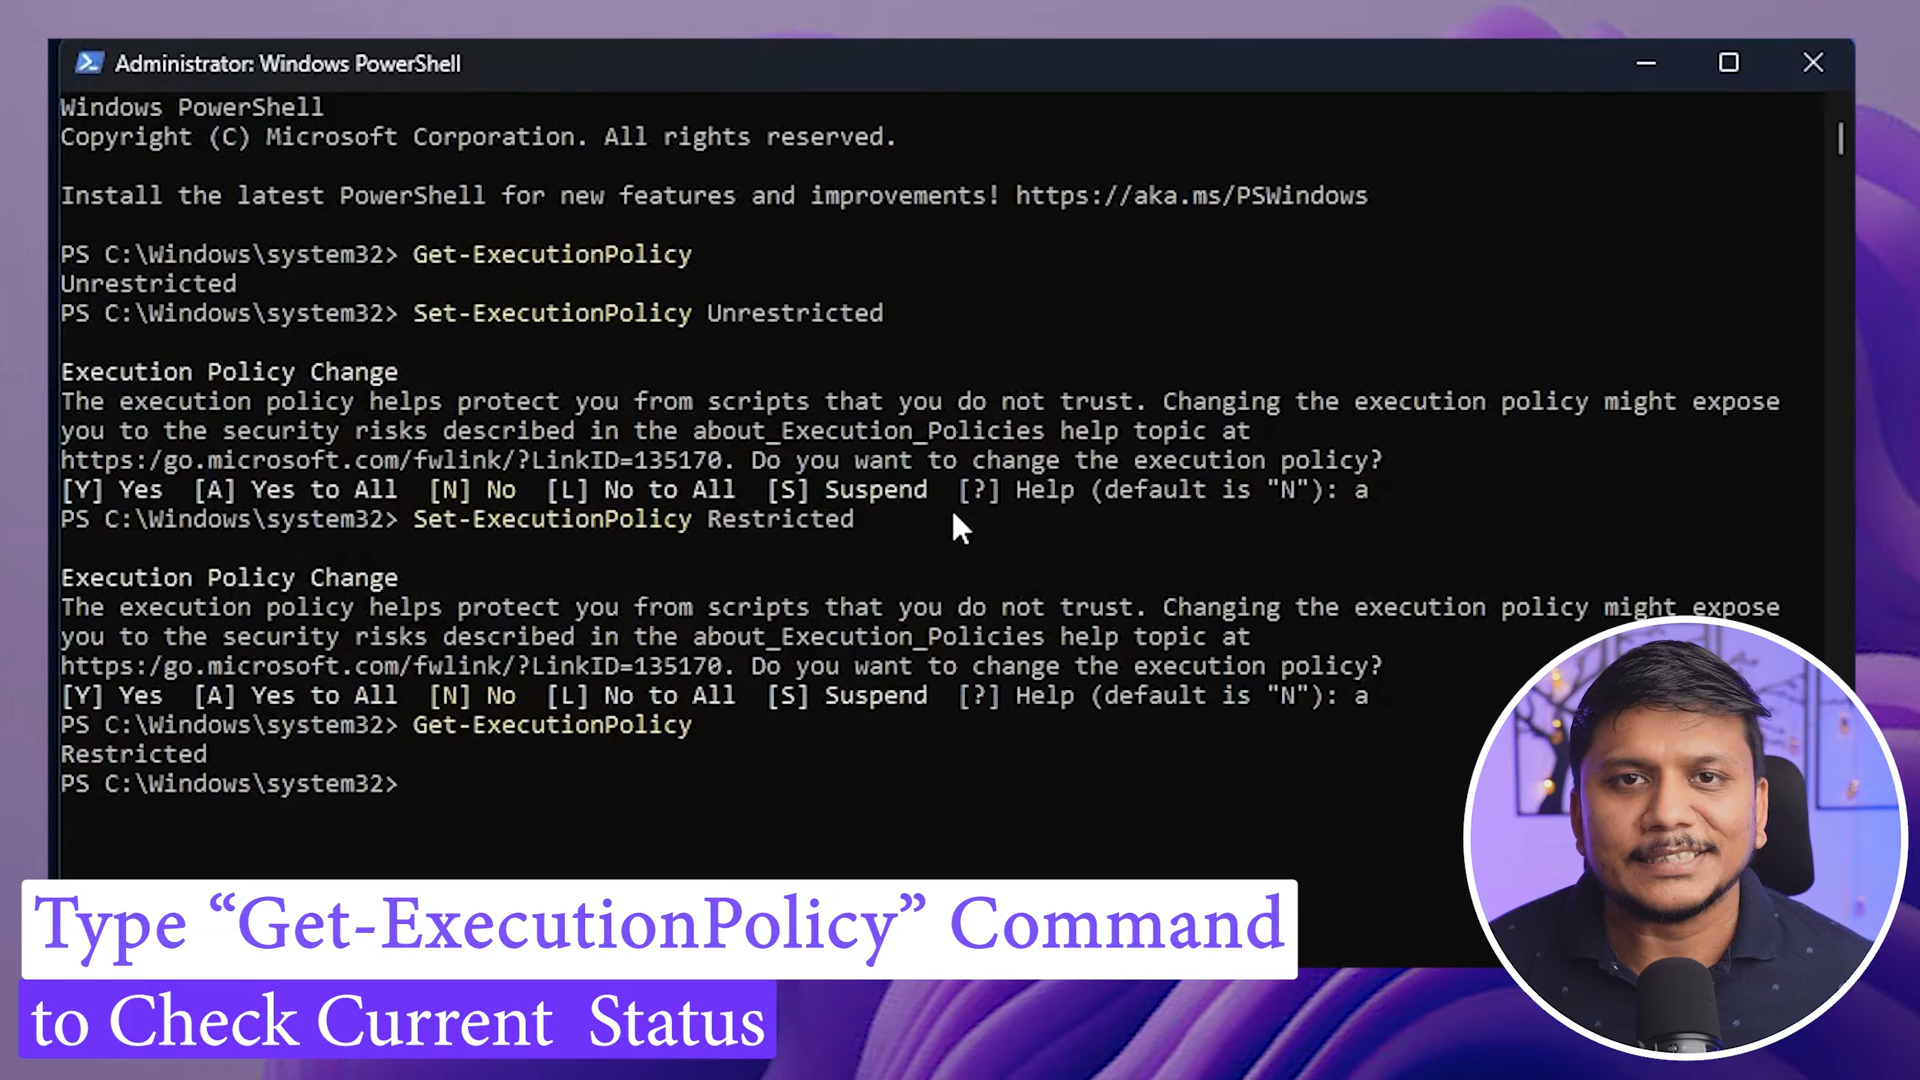 Administrator: Windows PowerShell
Windows PowerShell
Copyright (C) Microsoft Corporation. All rights reserved.
Install the latest PowerShell for new features and improvements! https://aka.ms/PSWindows
PS C:\Windows\system32> Get-ExecutionPolicy
Unrestricted
PS C:\Windows\system32> Set-ExecutionPolicy Unrestricted
Execution Policy Change
The execution policy helps protect you from scripts that you do not trust. Changing the execution policy might expose
you to the security risks described in the about_Execution_Policies help topic at
https:/go.microsoft.com/fwlink/?LinkID=135170. Do you want to change the execution policy?
[Y] Yes  [A] Yes to All  [N] No  [L] No to All  [S] Suspend  [?] Help (default is "N"): a
PS C:\Windows\system32> Set-ExecutionPolicy Restricted
Execution Policy Change
The execution policy helps protect you from scripts that you do not trust. Changing the execution policy might expose
you to the security risks described in the about_Execution_Policies help topic at
https:/go.microsoft.com/fwlink/?LinkID=135170. Do you want to change the execution policy?
[Y] Yes  [A] Yes to All  [N] No  [L] No to All  [S] Suspend  [?] Help (default is "N"): a
PS C:\Windows\system32> Get-ExecutionPolicy
Restricted
PS C:\Windows\system32>
Type “Get-ExecutionPolicy” Command
to Check Current Status